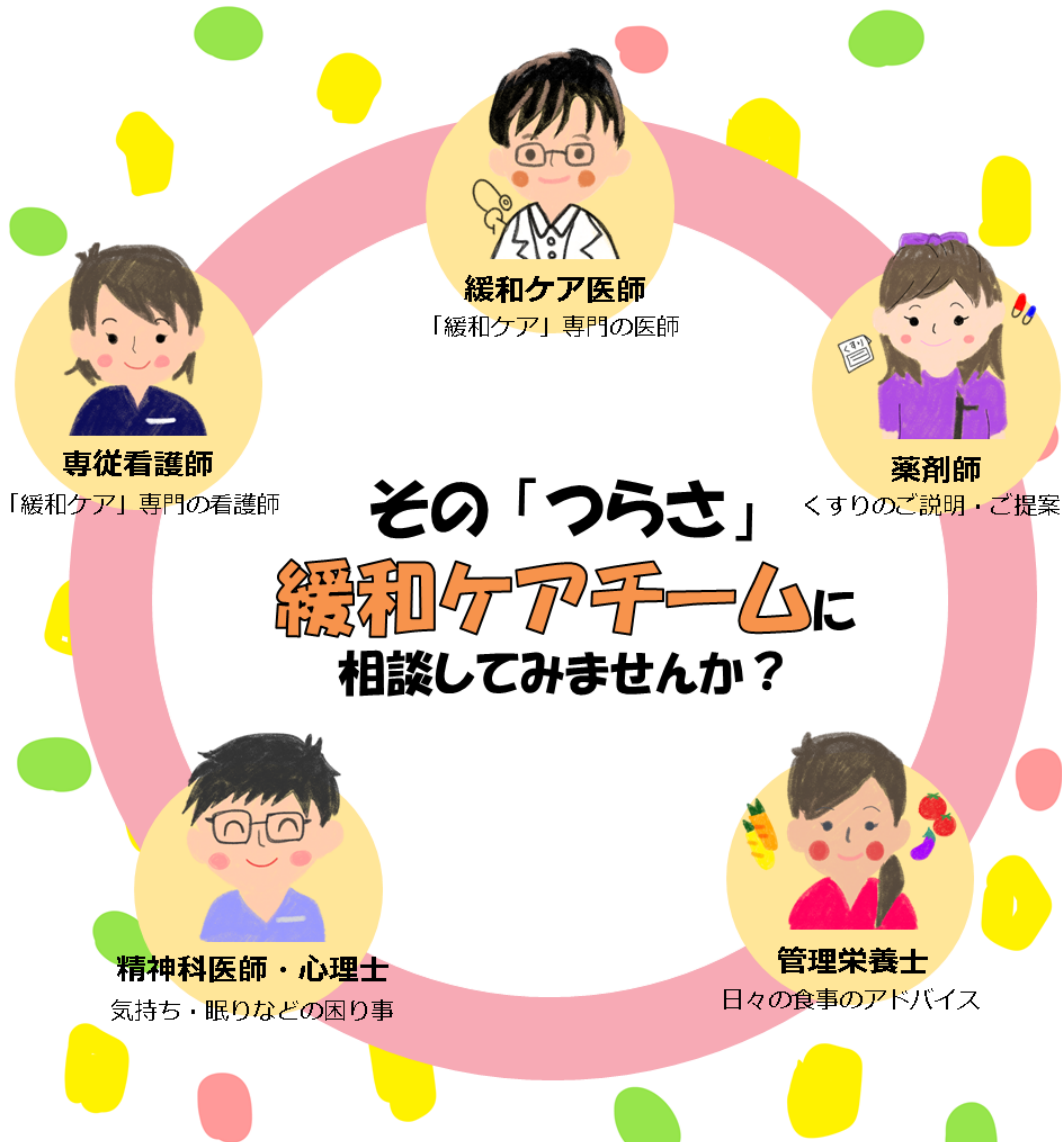 緩和ケア医師
「緩和ケア」専門の医師
くすり
薬剤師
くすりのご説明・ご提案
専従看護師
「緩和ケア」専門の看護師
その「つらさ」
緩和ケアチームに
相談してみませんか？
精神科医師・心理士
気持ち・眠りなどの困り事
管理栄養士
日々の食事のアドバイス